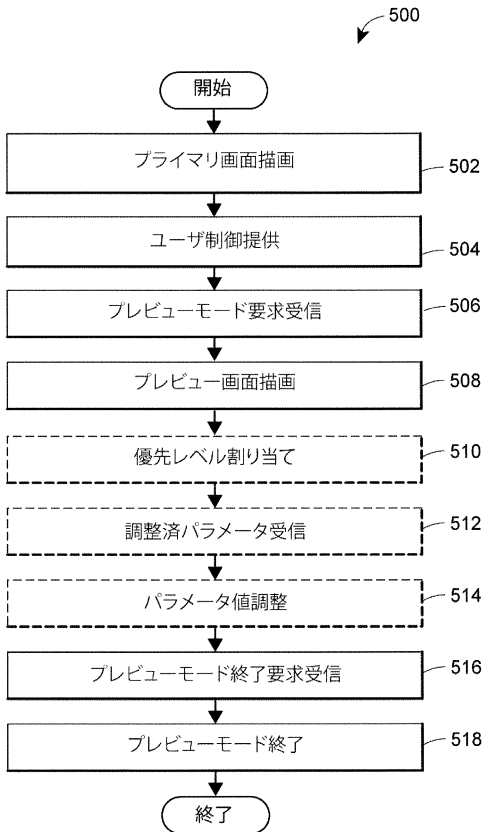 500
開始
プライマリ画面描画
502
ユーザ制御提供
504
プレビューモード要求受信
506
プレビュー画面描画
508
優先レベル割り当て
510
調整済パラメータ受信
512
パラメータ値調整
514
プレビューモード終了要求受信
516
プレビューモード終了
518
終了